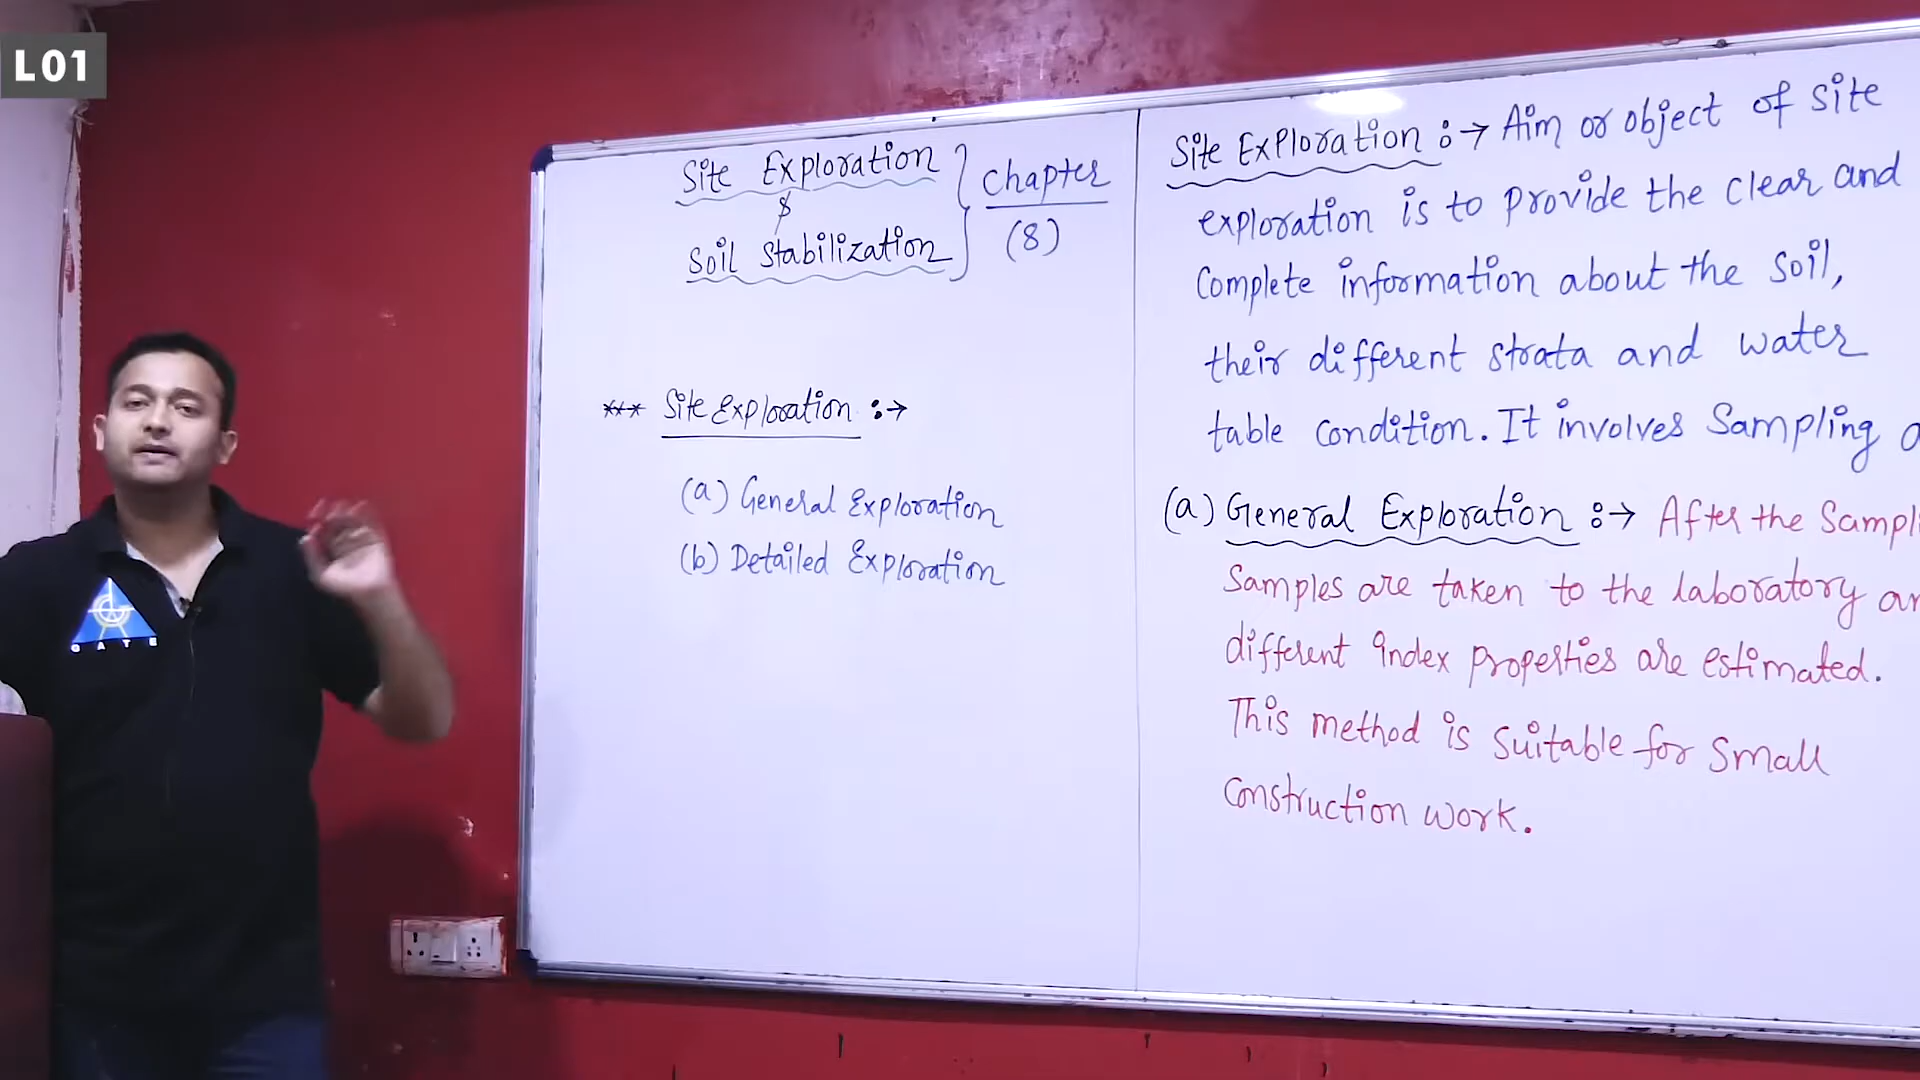 L01
Site Exploration
&
Soil Stabilization
Chapter
(8)
*** Site Exploration :→
(a) General Exploration
(b) Detailed Exploration
Site Exploration :→ Aim or object of Site
exploration is to provide the clear and
Complete information about the soil,
their different strata and water
table condition. It involves Sampling
(a) General Exploration :→ After the
Samples are taken to the laboratory
different index properties are estimated.
This method is suitable for small
construction work.
GATE